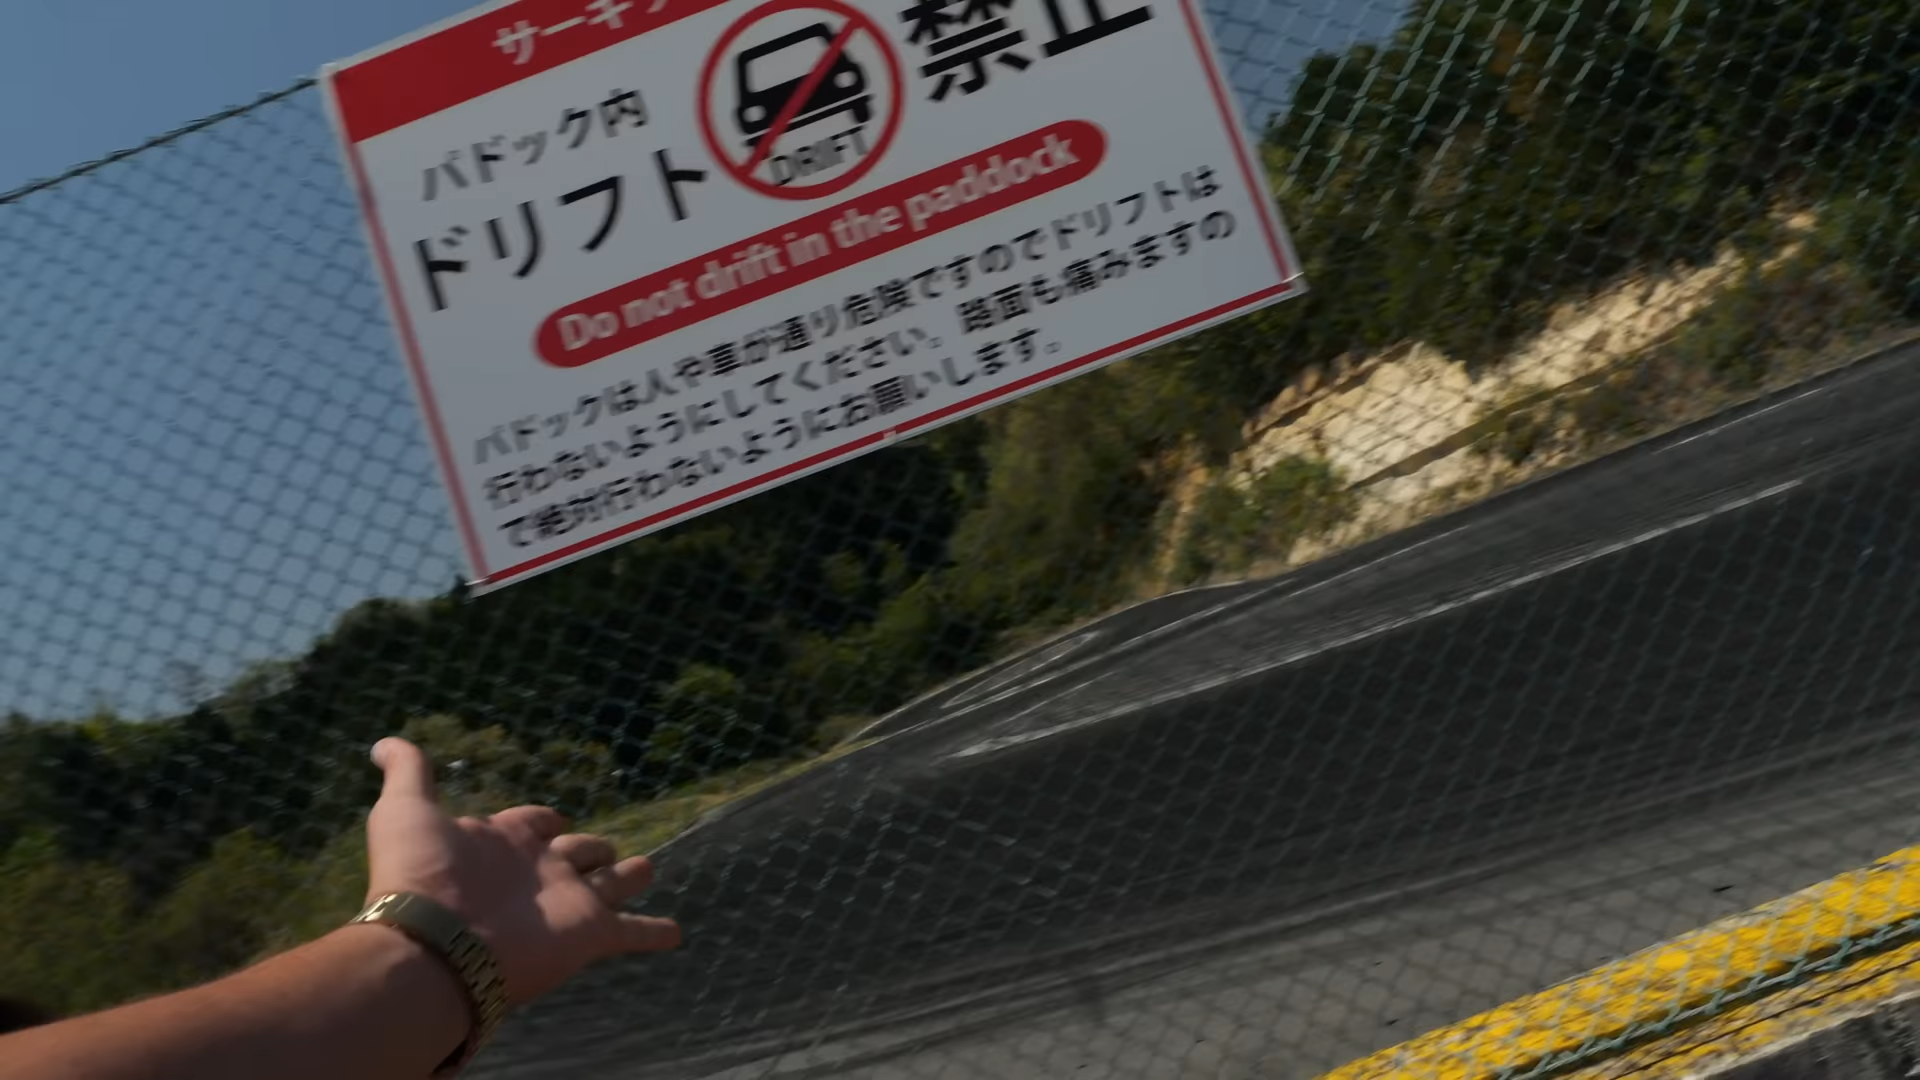 サーキッ
パドック内
ドリフト
DRIFT
禁止
Do not drift in the paddock
パドックは人や車が通り危険ですのでドリフトは
行わないようにしてください。路面も痛みますの
で絶対行わないようにお願いします。